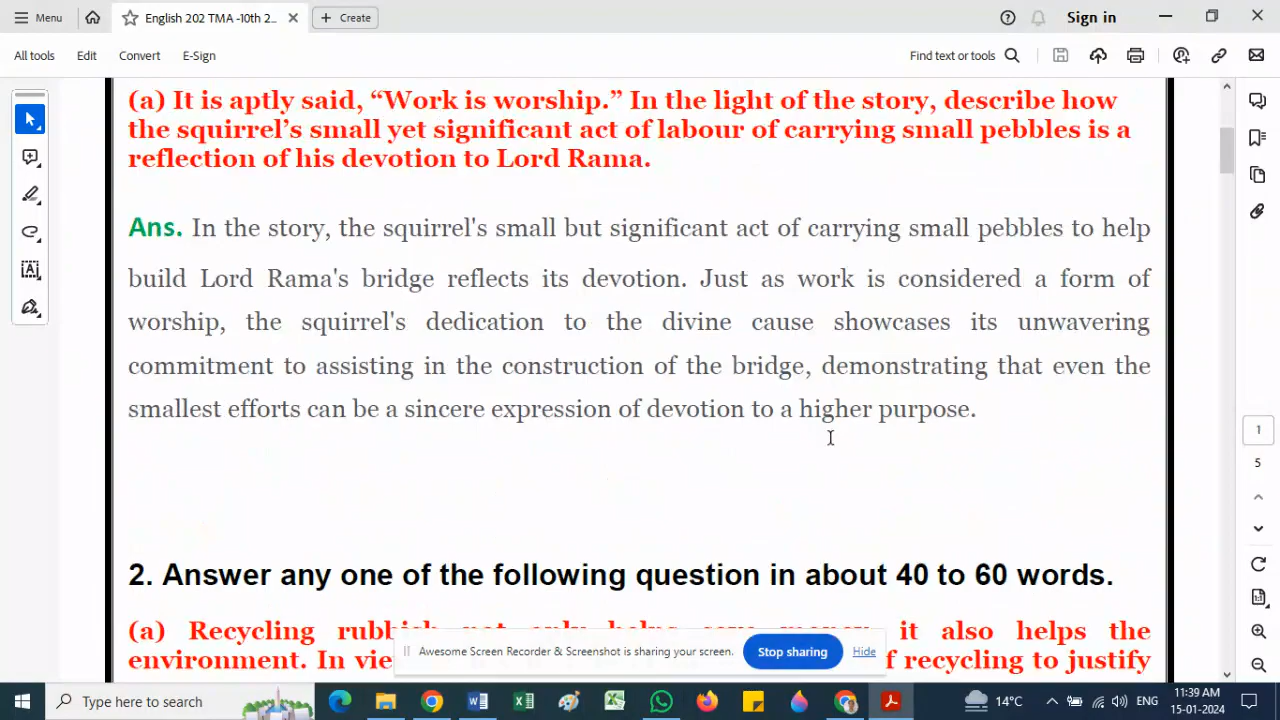 Menu
English 202 TMA -10th 2...
Create
Sign in
All tools
Edit
Convert
E-Sign
Find text or tools
(a) It is aptly said, “Work is worship.” In the light of the story, describe how
the squirrel’s small yet significant act of labour of carrying small pebbles is a
reflection of his devotion to Lord Rama.
Ans. In the story, the squirrel's small but significant act of carrying small pebbles to help
build Lord Rama's bridge reflects its devotion. Just as work is considered a form of
worship, the squirrel's dedication to the divine cause showcases its unwavering
commitment to assisting in the construction of the bridge, demonstrating that even the
smallest efforts can be a sincere expression of devotion to a higher purpose.
1
5
2. Answer any one of the following question in about 40 to 60 words.
(a) Recycling rubbish not only helps save money, it also helps the
environment. In vie
f recycling to justify
Awesome Screen Recorder & Screenshot is sharing your screen.
Stop sharing
Hide
Type here to search
14°C
ENG
11:39 AM
15-01-2024